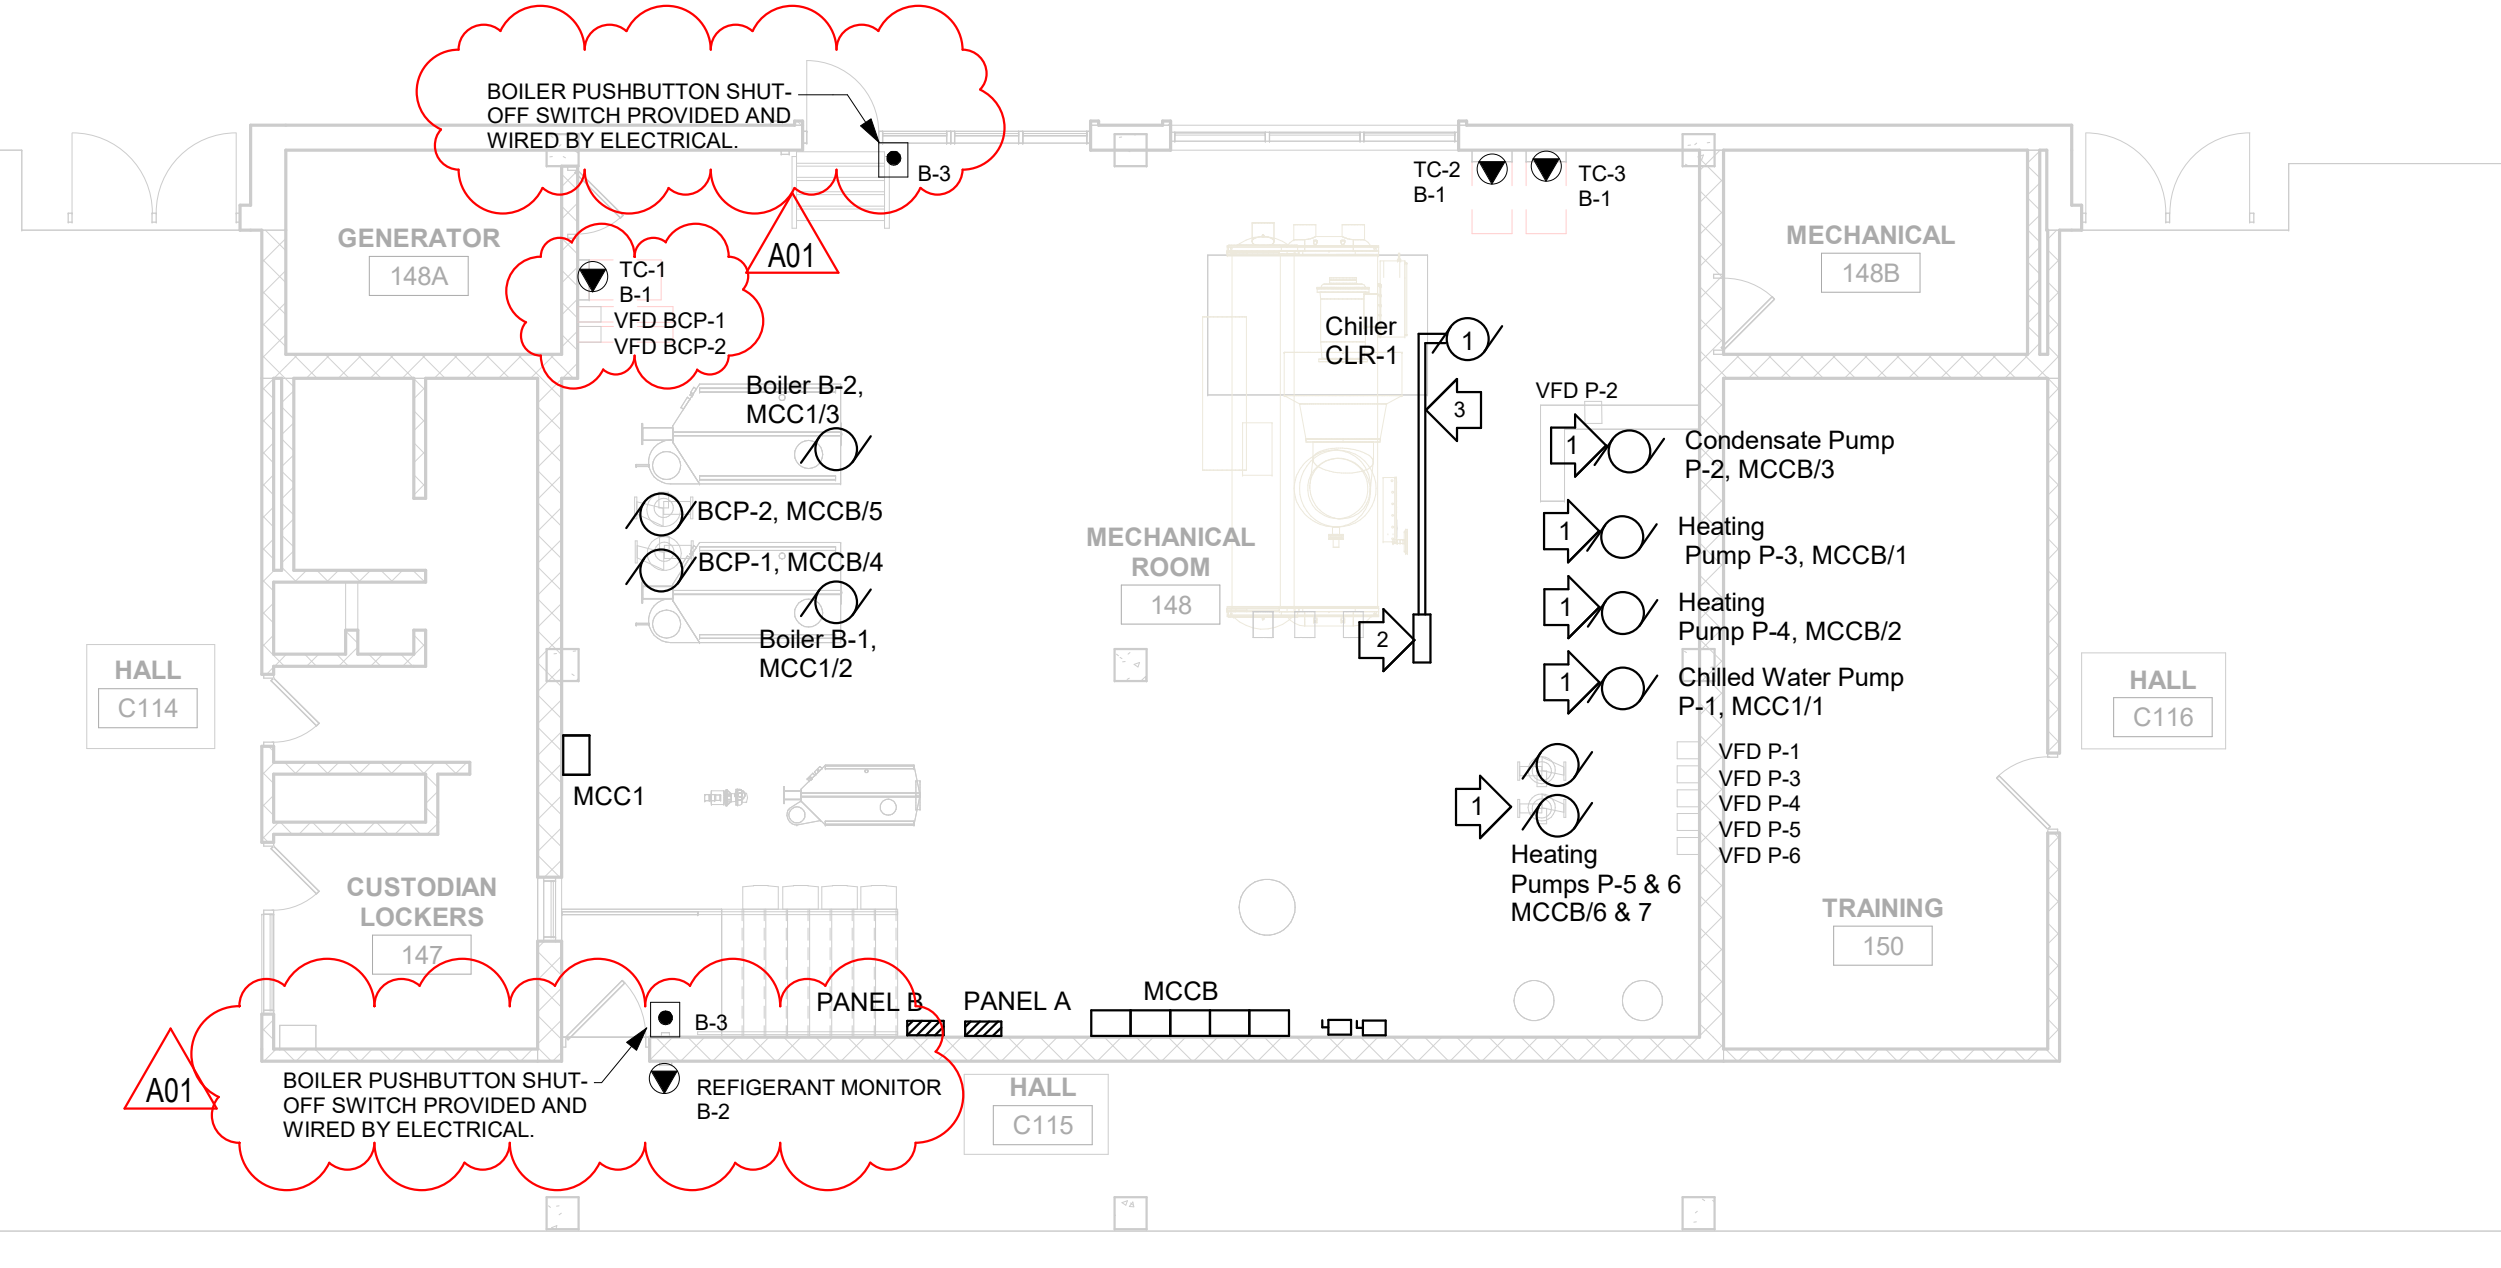 BOILER PUSHBUTTON SHUT-
OFF SWITCH PROVIDED AND
WIRED BY ELECTRICAL.
B-3
A01
TC-2
B-1
TC-3
B-1
GENERATOR
148A
MECHANICAL
148B
TC-1
B-1
VFD BCP-1
VFD BCP-2
Chiller
CLR-1
1
3
2
Boiler B-2,
MCC1/3
BCP-2, MCCB/5
BCP-1, MCCB/4
Boiler B-1,
MCC1/2
MECHANICAL
ROOM
148
VFD P-2
1
Condensate Pump
P-2, MCCB/3
1
Heating
Pump P-3, MCCB/1
1
Heating
Pump P-4, MCCB/2
1
Chilled Water Pump
P-1, MCC1/1
HALL
C114
HALL
C116
MCC1
VFD P-1
VFD P-3
VFD P-4
VFD P-5
VFD P-6
1
Heating
Pumps P-5 & 6
MCCB/6 & 7
CUSTODIAN
LOCKERS
147
TRAINING
150
PANEL B
PANEL A
MCCB
B-3
A01
BOILER PUSHBUTTON SHUT-
OFF SWITCH PROVIDED AND
WIRED BY ELECTRICAL.
REFIGERANT MONITOR
B-2
HALL
C115